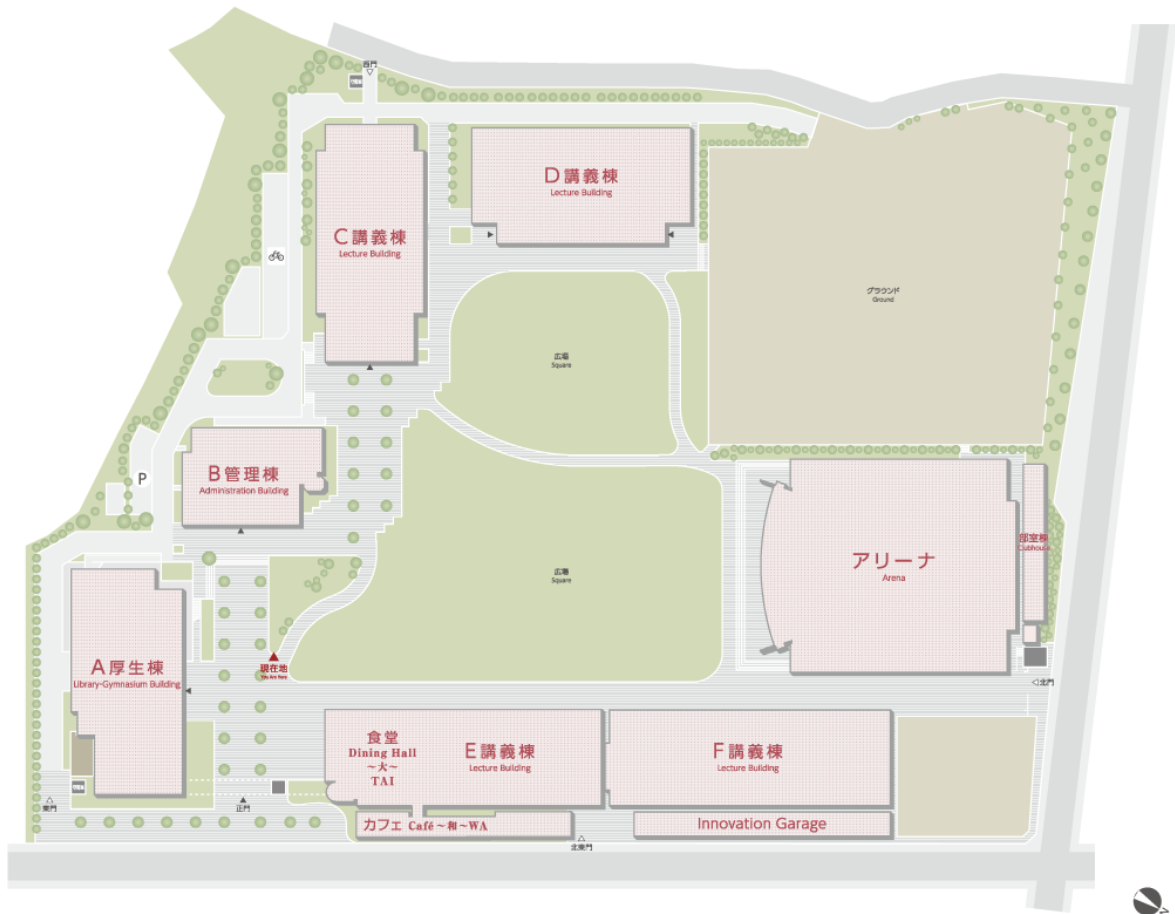 西門
D講義棟
Lecture Building
C講義棟
Lecture Building
グラウンド
Ground
広場
Square
B管理棟
Administration Building
P
広場
Square
アリーナ
Arena
部室棟
Clubhouse
A厚生棟
Library-Gymnasium Building
現在地
You Are Here
北門
食堂
Dining Hall
～大～
TAI
E講義棟
Lecture Building
F講義棟
Lecture Building
東門
正門
カフェ Café～和～WA
Innovation Garage
北東門